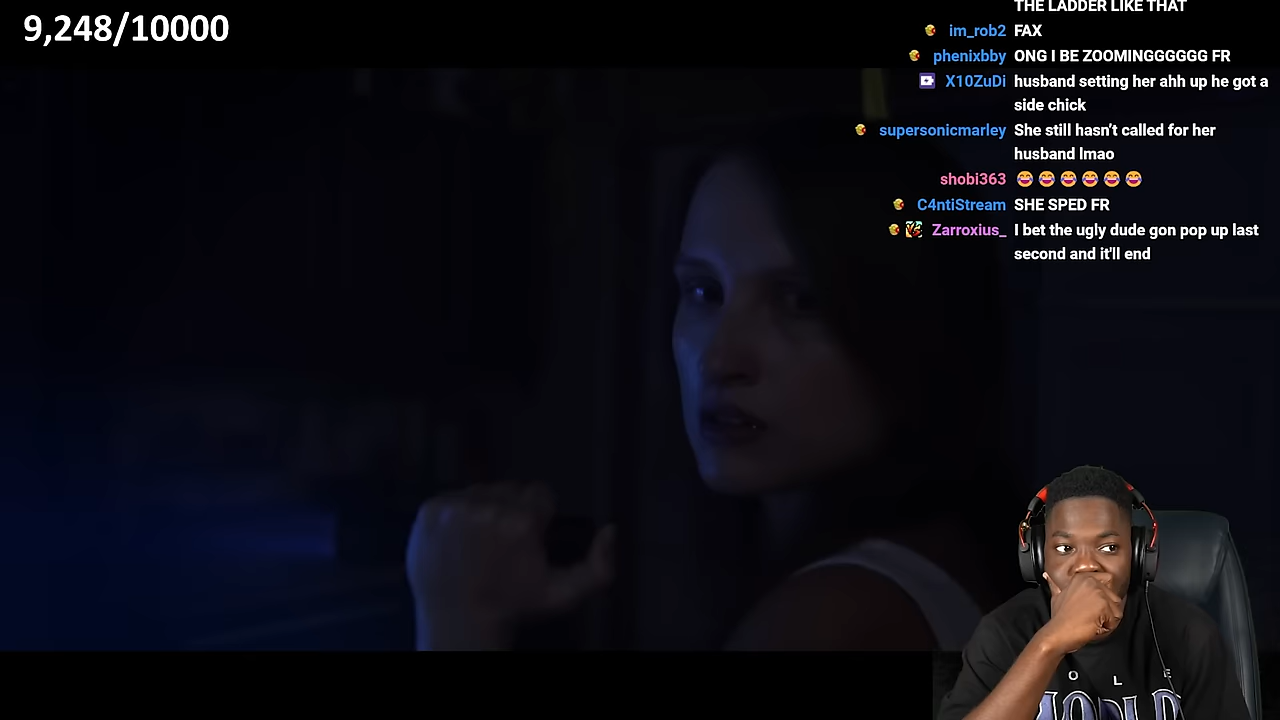 9,248/10000
THE LADDER LIKE THAT
im_rob2 FAX
phenixbby ONG I BE ZOOMINGGGGGG FR
X10ZuDi husband setting her ahh up he got a
side chick
supersonicmarley She still hasn't called for her
husband lmao
shobi363 😂😂😂😂😂😂
C4ntiStream SHE SPED FR
Zarroxius_ I bet the ugly dude gon pop up last
second and it'll end
O L E
WORLD